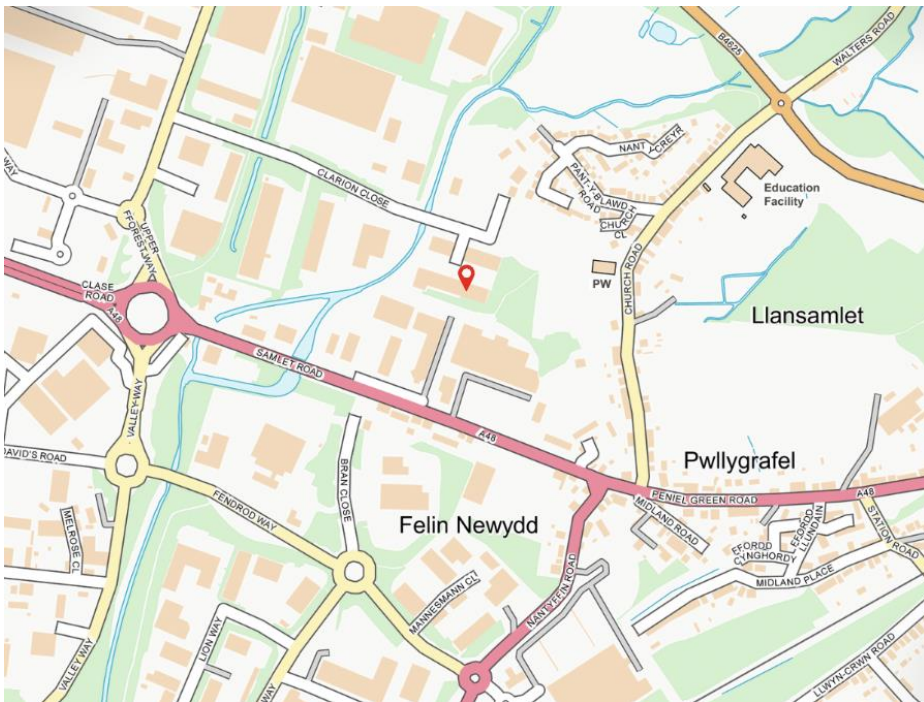 B4625
WALTERS ROAD
NANT Y CREYR
CLARION CLOSE
PANT-Y-BLAWD
ROAD
CHURCH
CL
Education
Facility
WAY
UPPER
FFOREST WAY
PW
CHURCH ROAD
CLASE
ROAD
A48
Llansamlet
SAMLET ROAD
VALLEY WAY
A48
Pwllygrafel
DAVID'S ROAD
BRAN CLOSE
PENIEL GREEN ROAD
A48
FENDROD WAY
Felin Newydd
MIDLAND ROAD
STATION ROAD
MELROSE CL
FFORDD
CYNGHORDY
FFORDD
LLUNDAIN
MIDLAND PLACE
MANNESMANN CL
NANTYFFIN ROAD
LION WAY
VALLEY WAY
LLWYN-CRWN ROAD